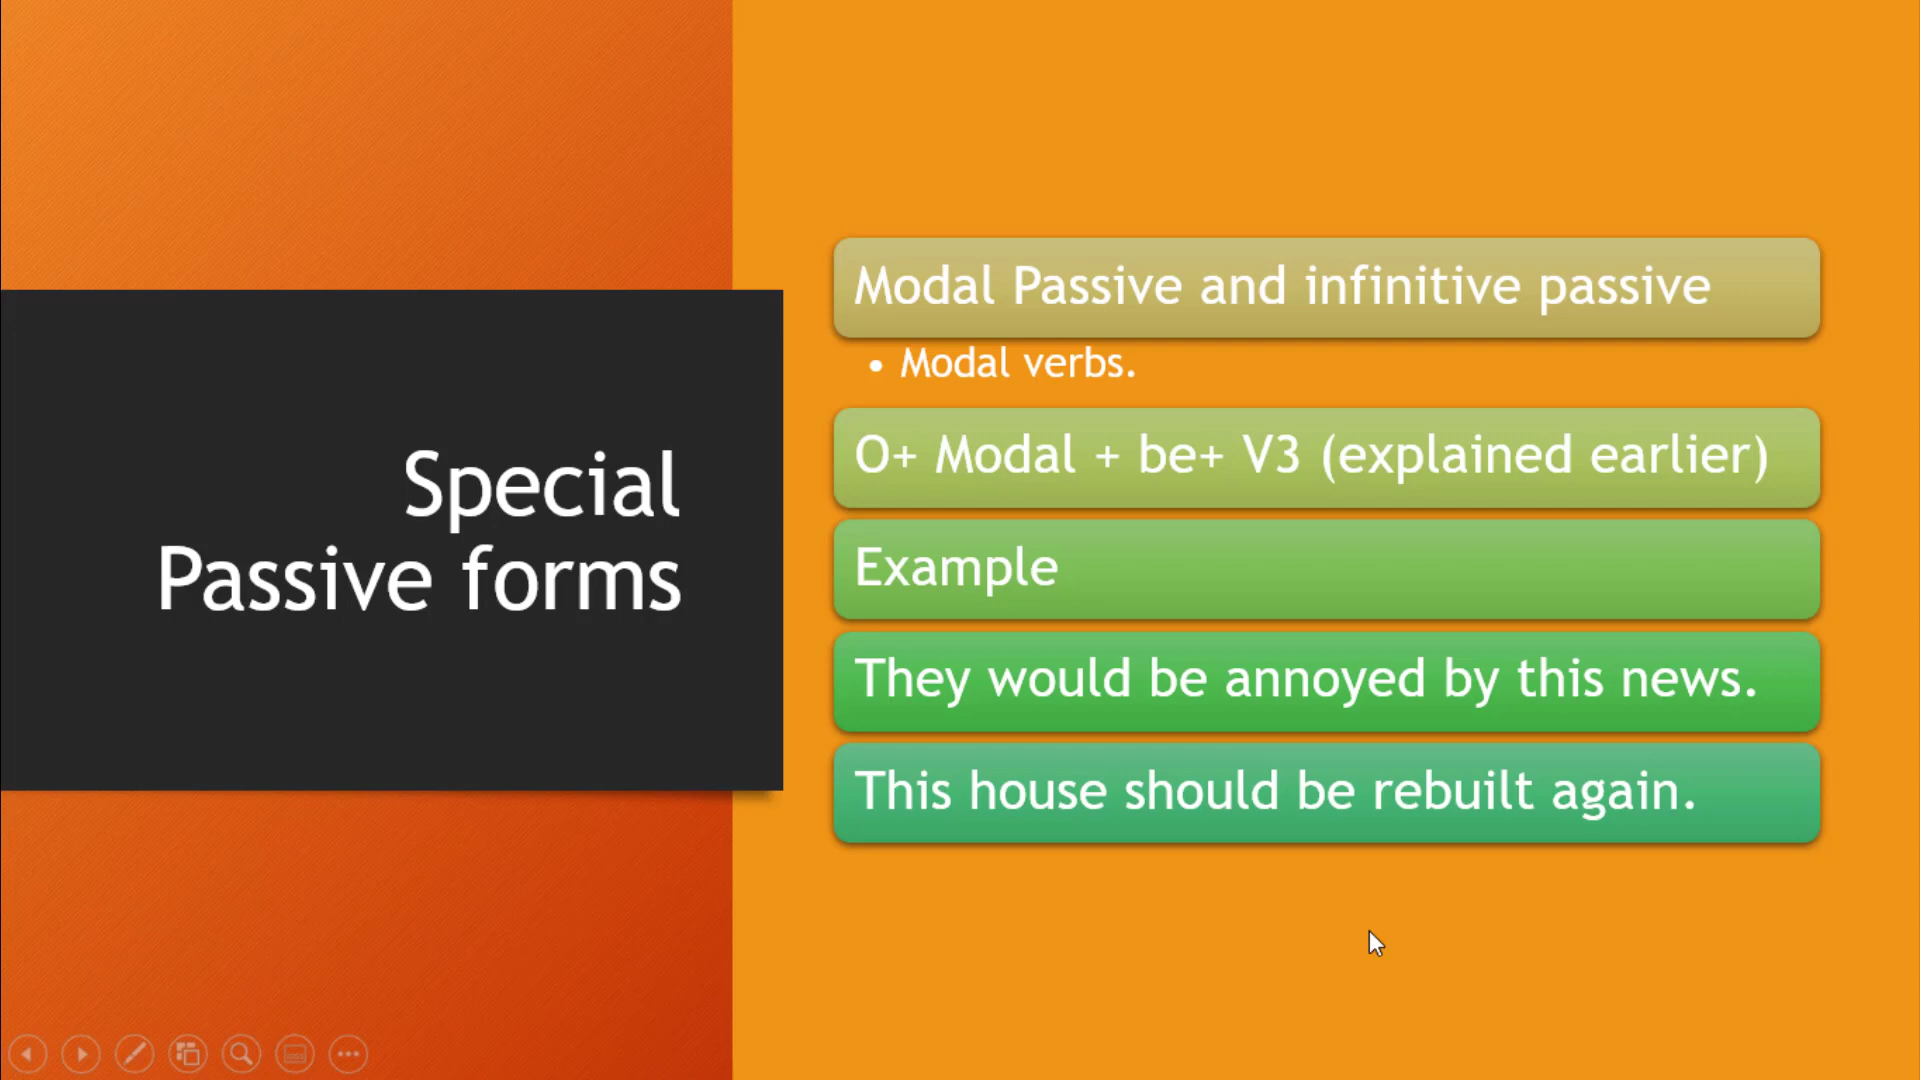 Special
Passive forms
Modal Passive and infinitive passive
• Modal verbs.
O+ Modal + be+ V3 (explained earlier)
Example
They would be annoyed by this news.
This house should be rebuilt again.